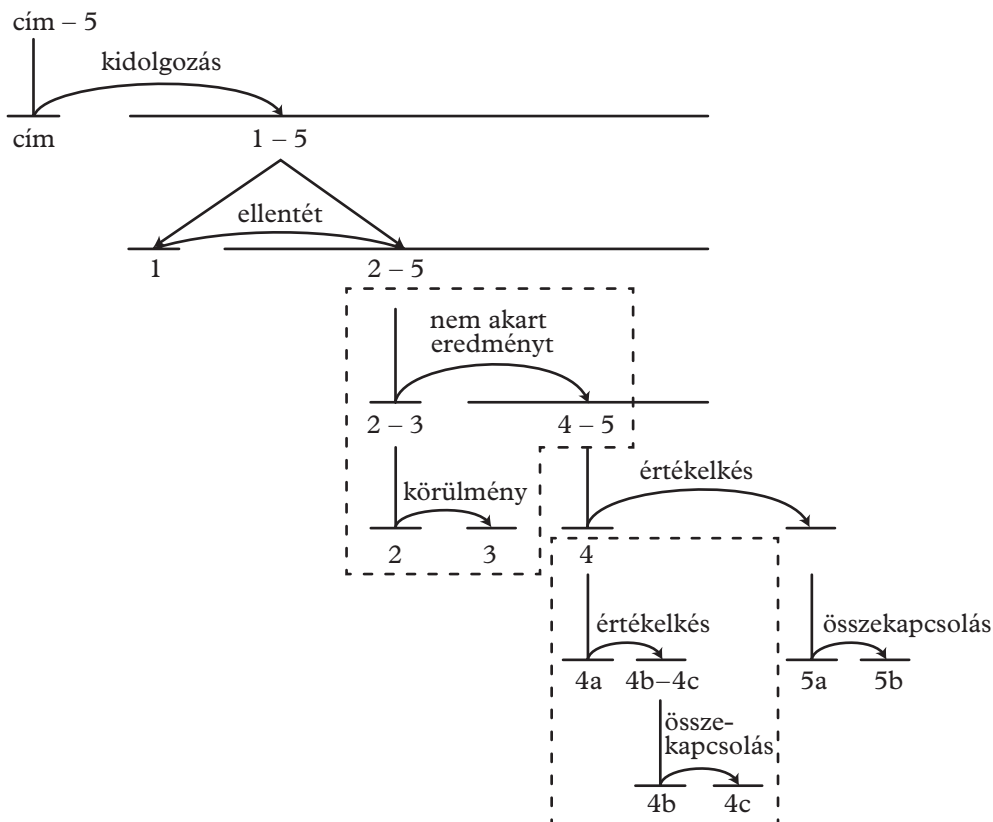 cím – 5
kidolgozás
cím
1 – 5
ellentét
1
2 – 5
nem akart
eredményt
2 – 3
4 – 5
körülmény
értékelkés
2
3
4
értékelkés
összekapcsolás
4a
4b–4c
5a
5b
össze-
kapcsolás
4b
4c